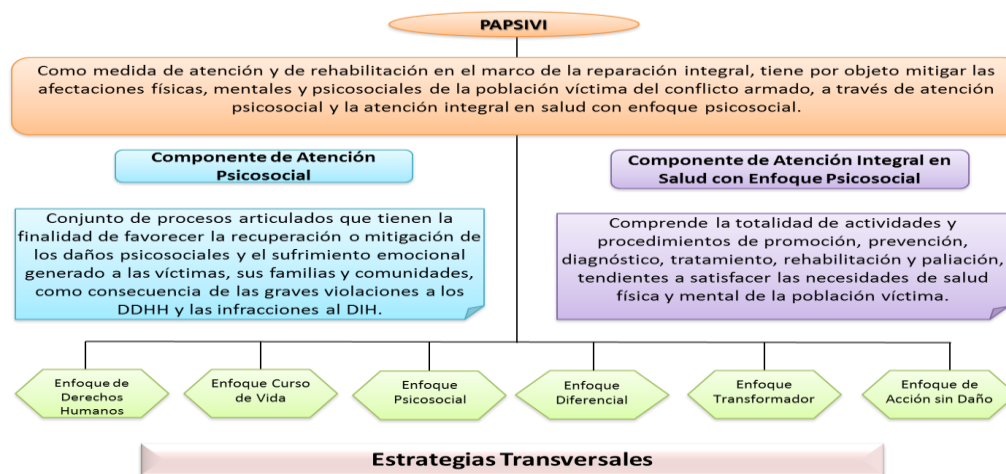 PAPSIVI
Como medida de atención y de rehabilitación en el marco de la reparación integral, tiene por objeto mitigar las
afectaciones físicas, mentales y psicosociales de la población víctima del conflicto armado, a través de atención
psicosocial y la atención integral en salud con enfoque psicosocial.
Componente de Atención
Psicosocial
Componente de Atención Integral en
Salud con Enfoque Psicosocial
Conjunto de procesos articulados que tienen la
finalidad de favorecer la recuperación o mitigación de
los daños psicosociales y el sufrimiento emocional
generado a las víctimas, sus familias y comunidades,
como consecuencia de las graves violaciones a los
DDHH y las infracciones al DIH.
Comprende la totalidad de actividades y
procedimientos de promoción, prevención,
diagnóstico, tratamiento, rehabilitación y paliación,
tendientes a satisfacer las necesidades de salud
física y mental de la población víctima.
Enfoque de
Derechos
Humanos
Enfoque Curso
de Vida
Enfoque
Psicosocial
Enfoque
Diferencial
Enfoque
Transformador
Enfoque de
Acción sin Daño
Estrategias Transversales